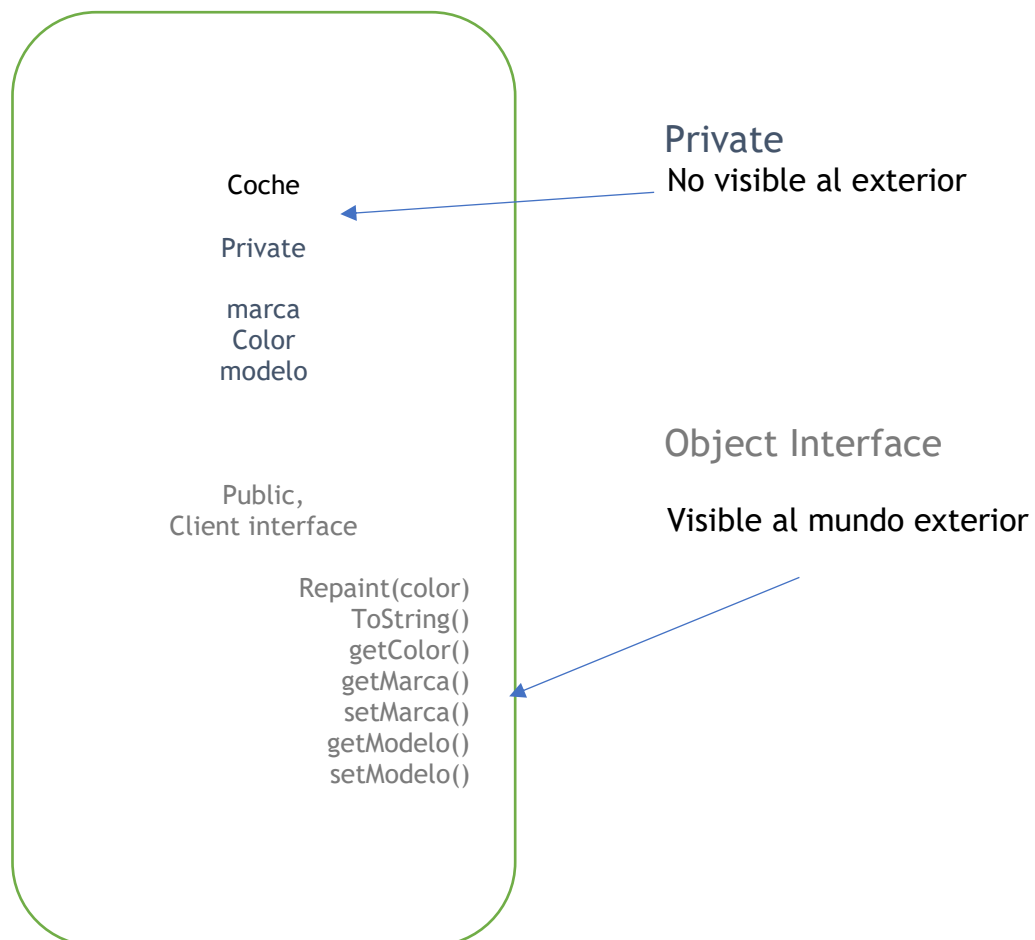 Coche
Private
marca
Color
modelo
Public,
Client interface
Repaint(color)
ToString()
getColor()
getMarca()
setMarca()
getModelo()
setModelo()
Private
No visible al exterior
Object Interface
Visible al mundo exterior